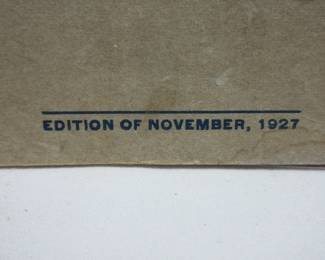 EDITION OF NOVEMBER, 1927